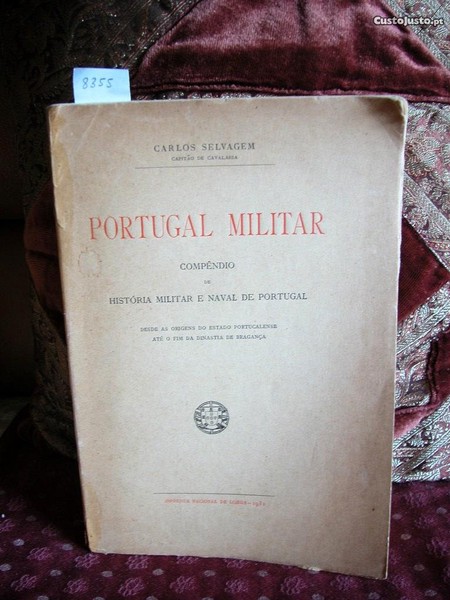 CustoJusto.pt
8355
CARLOS SELVAGEM
CAPITÃO DE CAVALARIA
PORTUGAL MILITAR
COMPÊNDIO
DE
HISTÓRIA MILITAR E NAVAL DE PORTUGAL
DESDE AS ORIGENS DO ESTADO PORTUCALENSE
ATÉ O FIM DA DINASTIA DE BRAGANÇA
IMPRENSA NACIONAL DE LISBOA